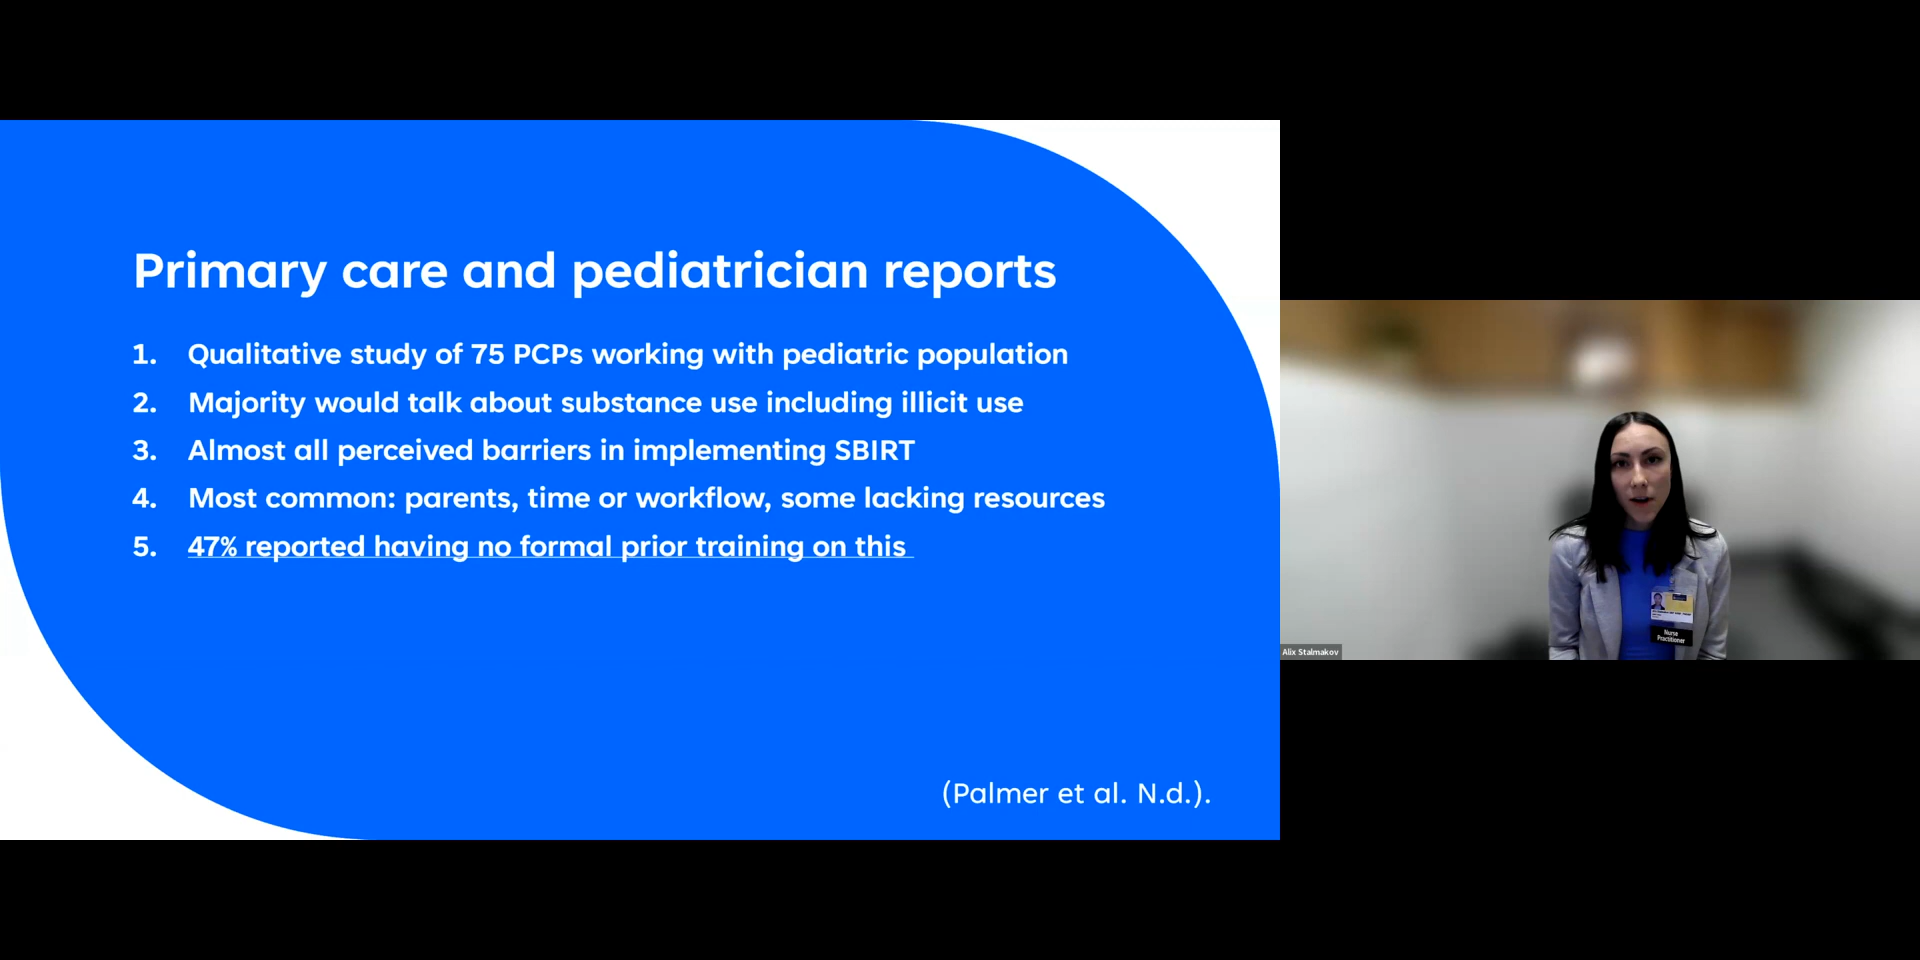 Primary care and pediatrician reports
1. Qualitative study of 75 PCPs working with pediatric population
2. Majority would talk about substance use including illicit use
3. Almost all perceived barriers in implementing SBIRT
4. Most common: parents, time or workflow, some lacking resources
5. 47% reported having no formal prior training on this
(Palmer et al. N.d.).
Nurse
Practitioner
Alix Stalmakov